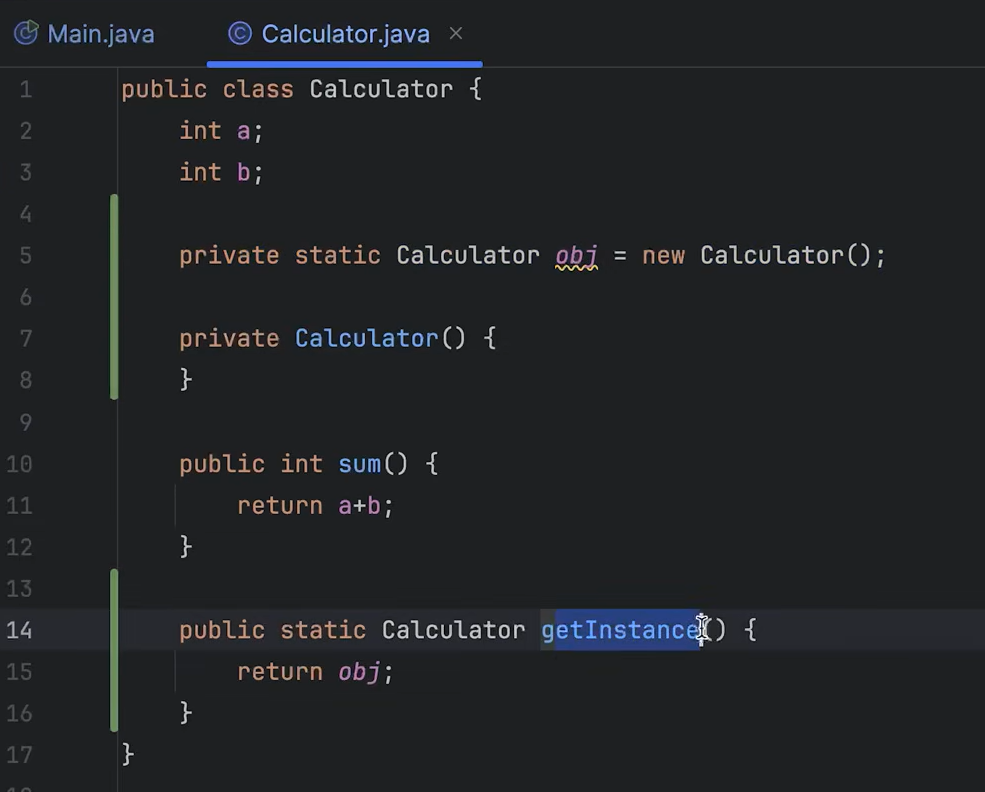 Main.java Calculator.java
1 public class Calculator {
2 int a;
3 int b;
4
5 private static Calculator obj = new Calculator();
6
7 private Calculator() {
8 }
9
10 public int sum() {
11 return a+b;
12 }
13
14 public static Calculator getInstance() {
15 return obj;
16 }
17 }